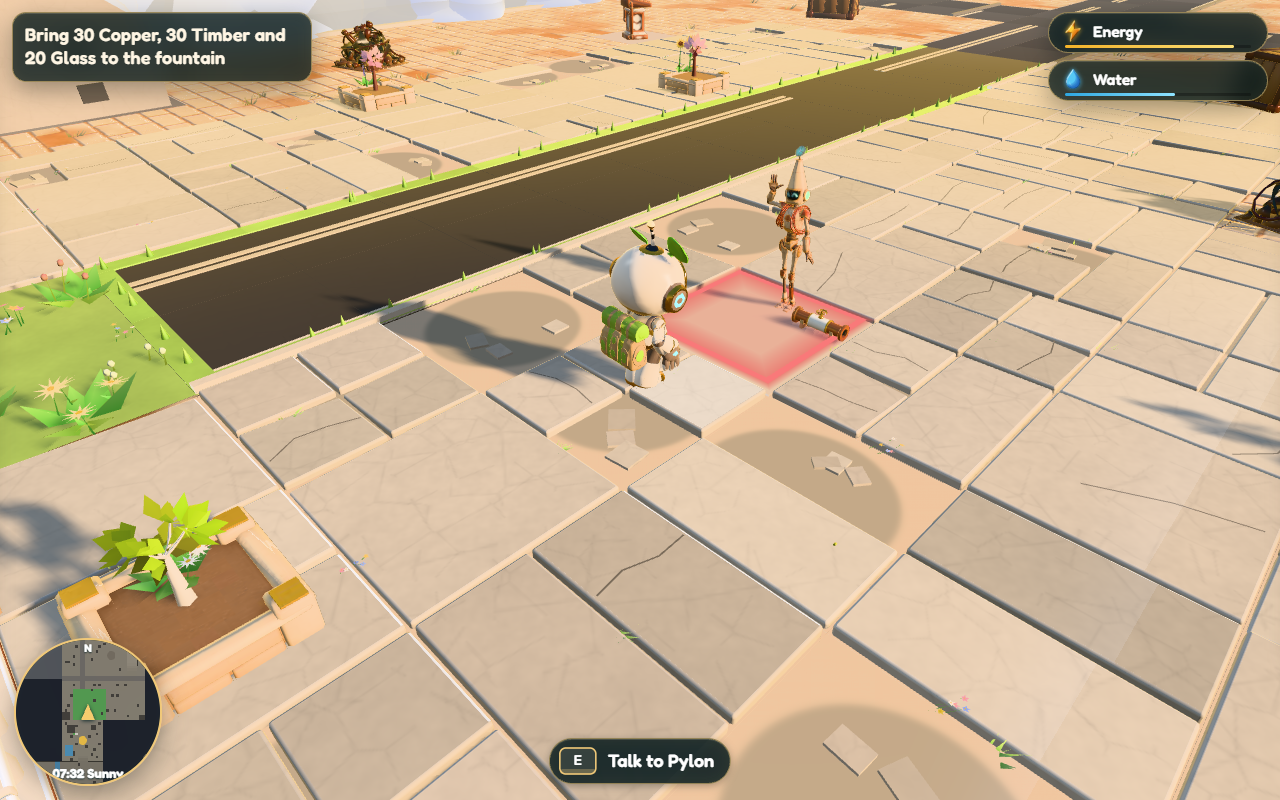 Bring 30 Copper, 30 Timber and
20 Glass to the fountain
Energy
Water
N
07:32 Sunny
E Talk to Pylon